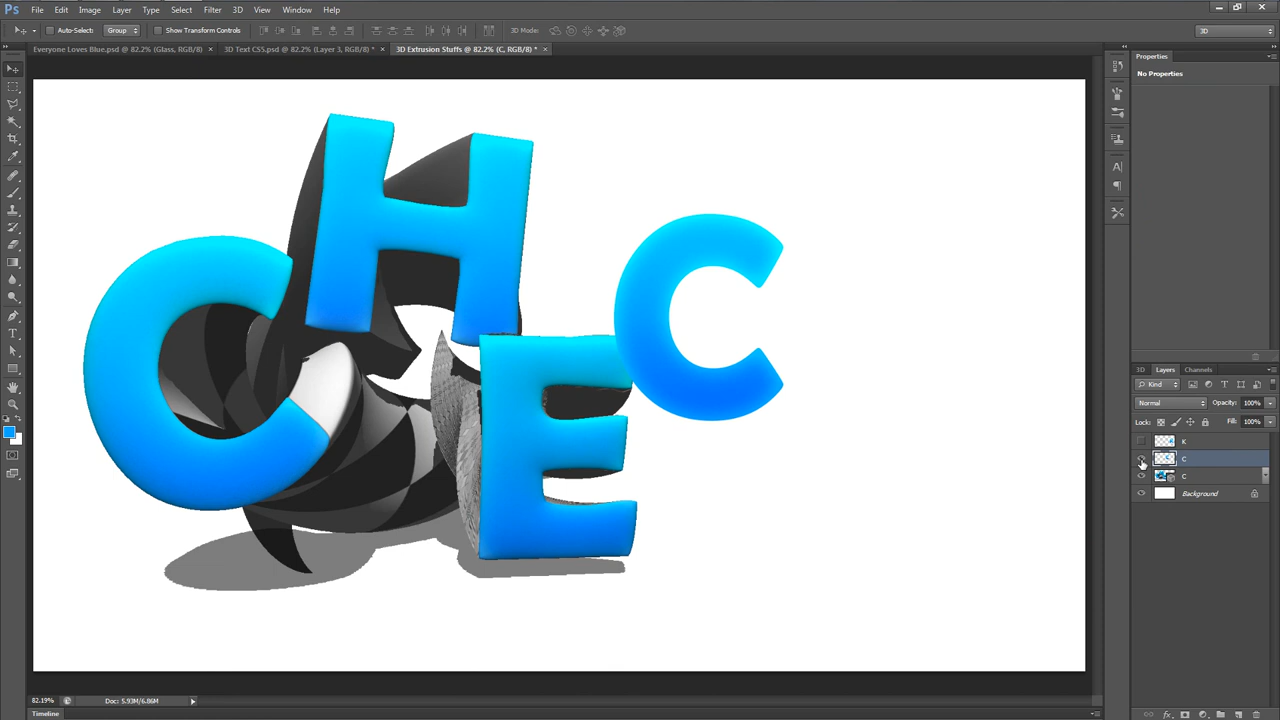 Ps File Edit Image Layer Type Select Filter 3D View Window Help
Auto-Select: Group Show Transform Controls 3D Mode: 3D
Everyone Loves Blue.psd @ 82.2% (Glass, RGB/8) × 3D Text CS5.psd @ 82.2% (Layer 3, RGB/8) * × 3D Extrusion Stuffs @ 82.2% (C, RGB/8) * ×
Properties
No Properties
C H E C
3D Layers Channels
Kind
Normal Opacity: 100%
Lock: Fill: 100%
K
C
C
Background
82.19% Doc: 5.93M/6.86M
Timeline